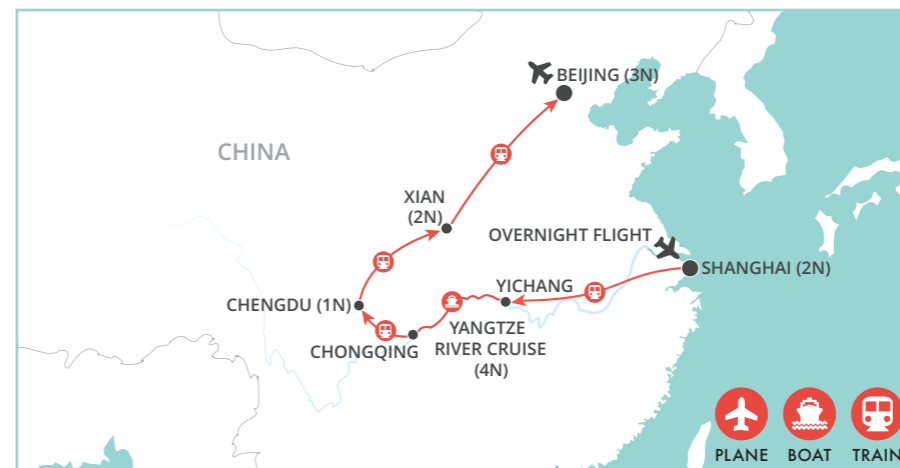 BEIJING (3N)
CHINA
XIAN
(2N)
OVERNIGHT FLIGHT
SHANGHAI (2N)
YICHANG
CHENGDU (1N)
YANGTZE
RIVER CRUISE
(4N)
CHONGQING
PLANE BOAT TRAIN